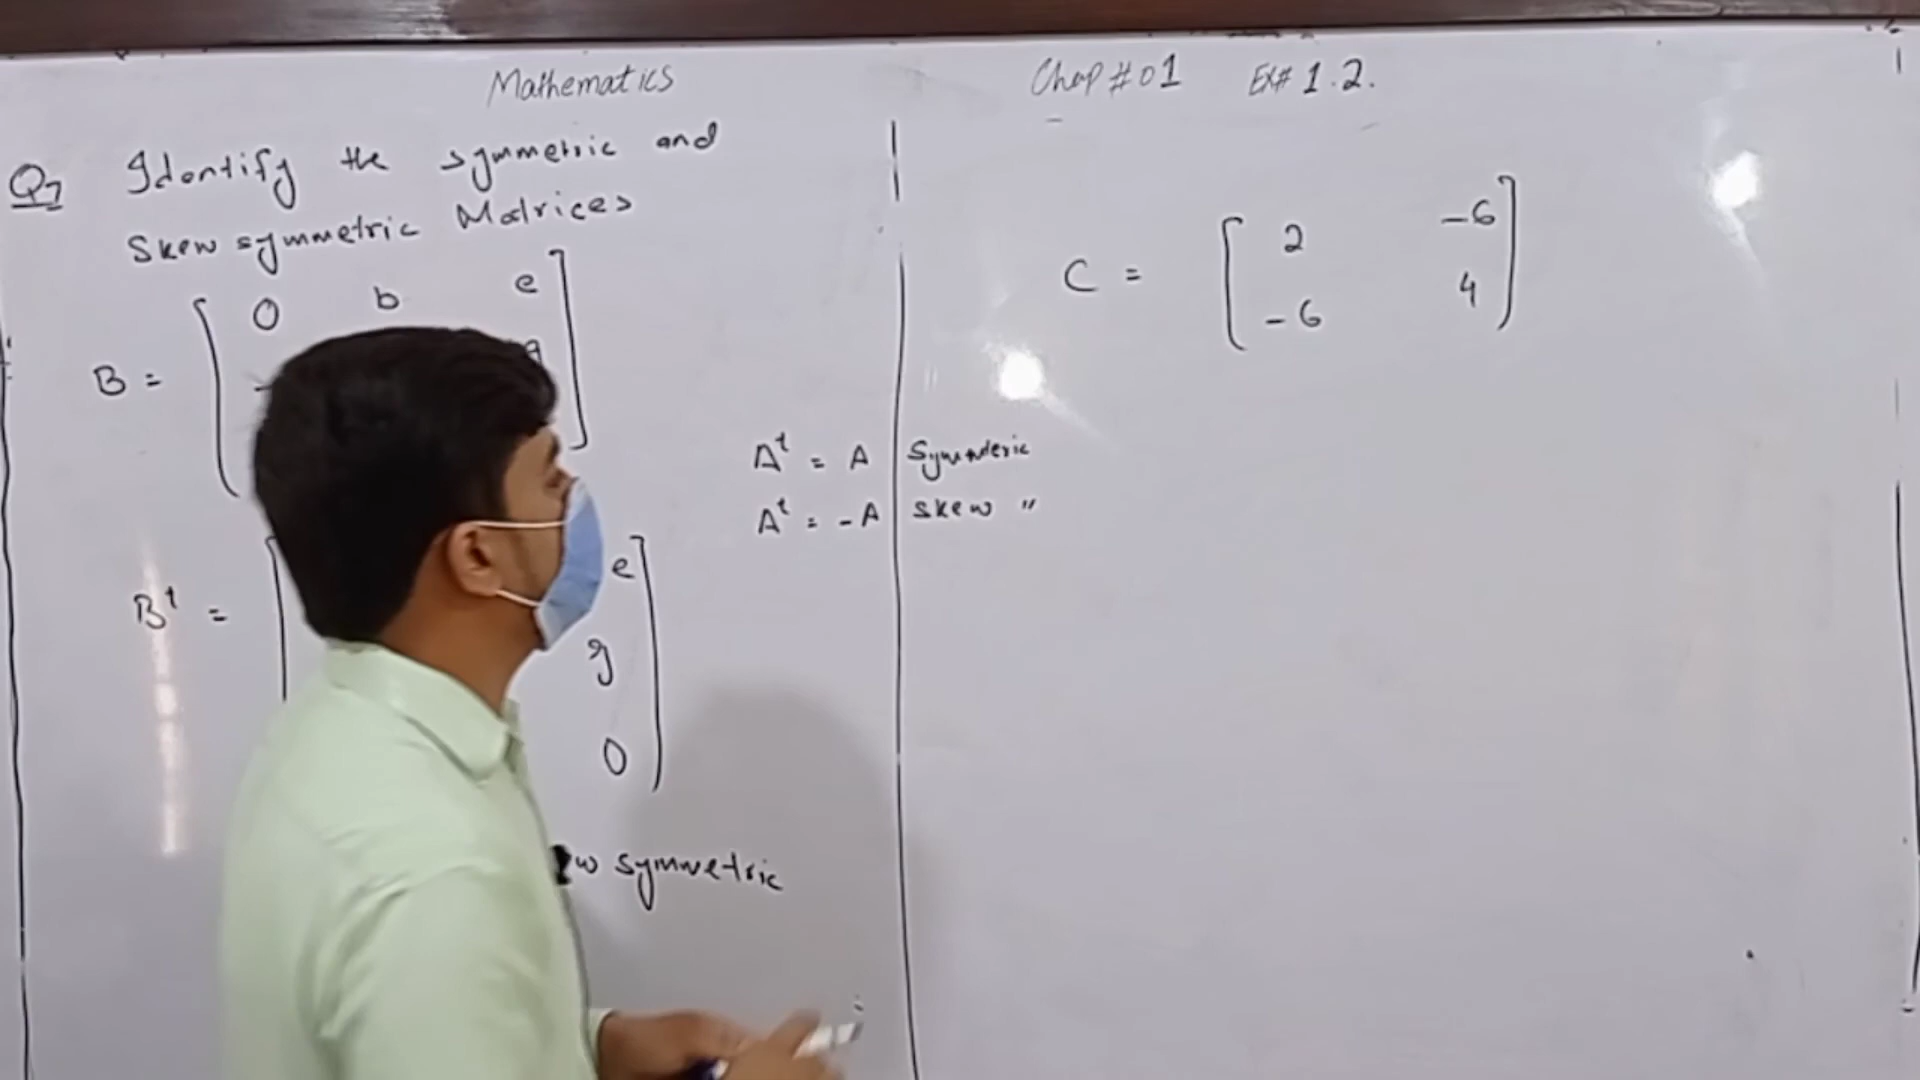 Mathematics
Chap # 01 Ex# 1.2.
Q7 Identify the symmetric and
Skew symmetric Matrices
0 b e
B =
B^t =
e
g
0
symmetric
A^t = A Symmteric
A^t = -A skew "
C = [ 2 -6
-6 4 ]